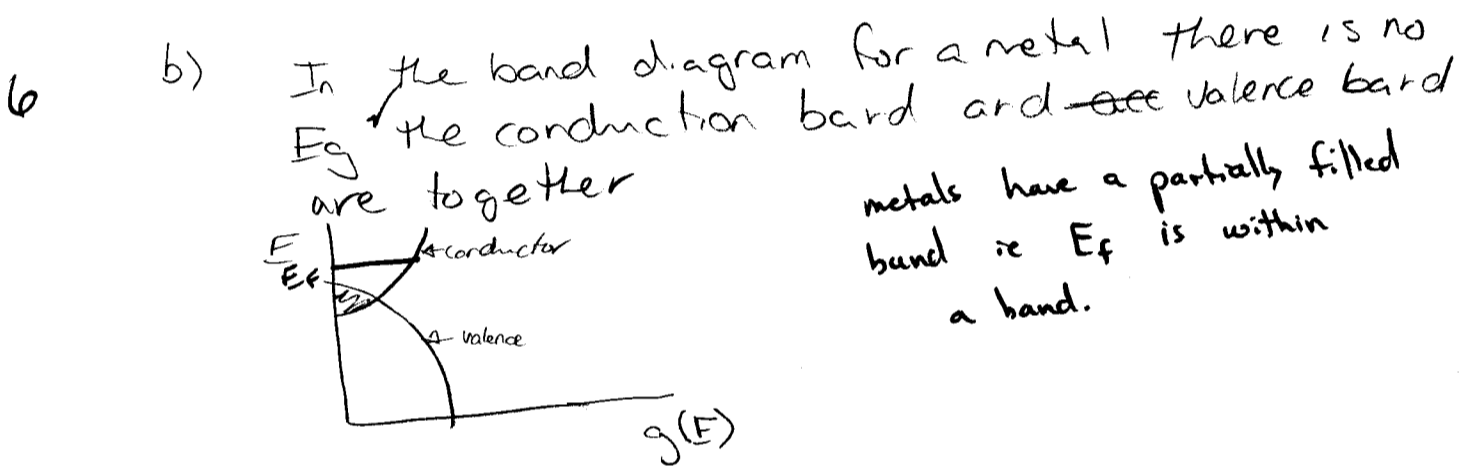 6
b) In the band diagram for a metal there is no
Eg the conduction band and valence band
are together
metals have a partially filled
band ie Ef is within
a band.
E
Ef
conductor
valence
g(E)